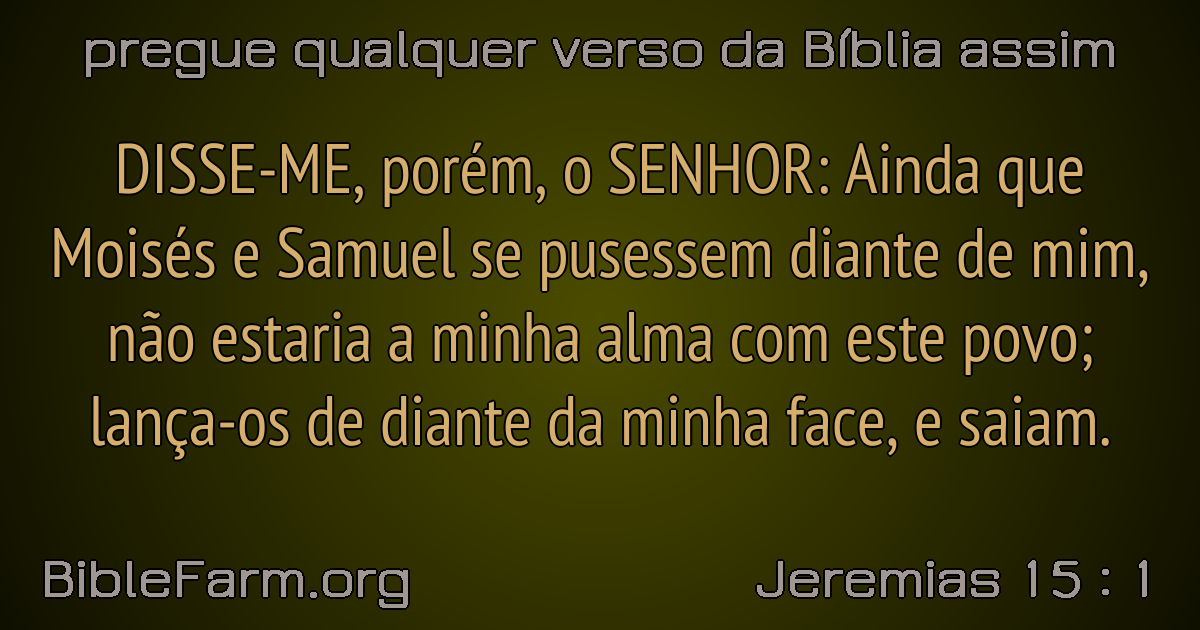 pregue qualquer verso da Bíblia assim
DISSE-ME, porém, o SENHOR: Ainda que
Moisés e Samuel se pusessem diante de mim,
não estaria a minha alma com este povo;
lança-os de diante da minha face, e saiam.
BibleFarm.org
Jeremias 15 : 1